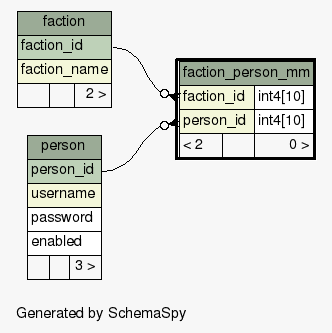 faction
faction_id
faction_name
2 >
faction_person_mm
faction_id int4[10]
person_id int4[10]
< 2 0 >
person
person_id
username
password
enabled
3 >
Generated by SchemaSpy